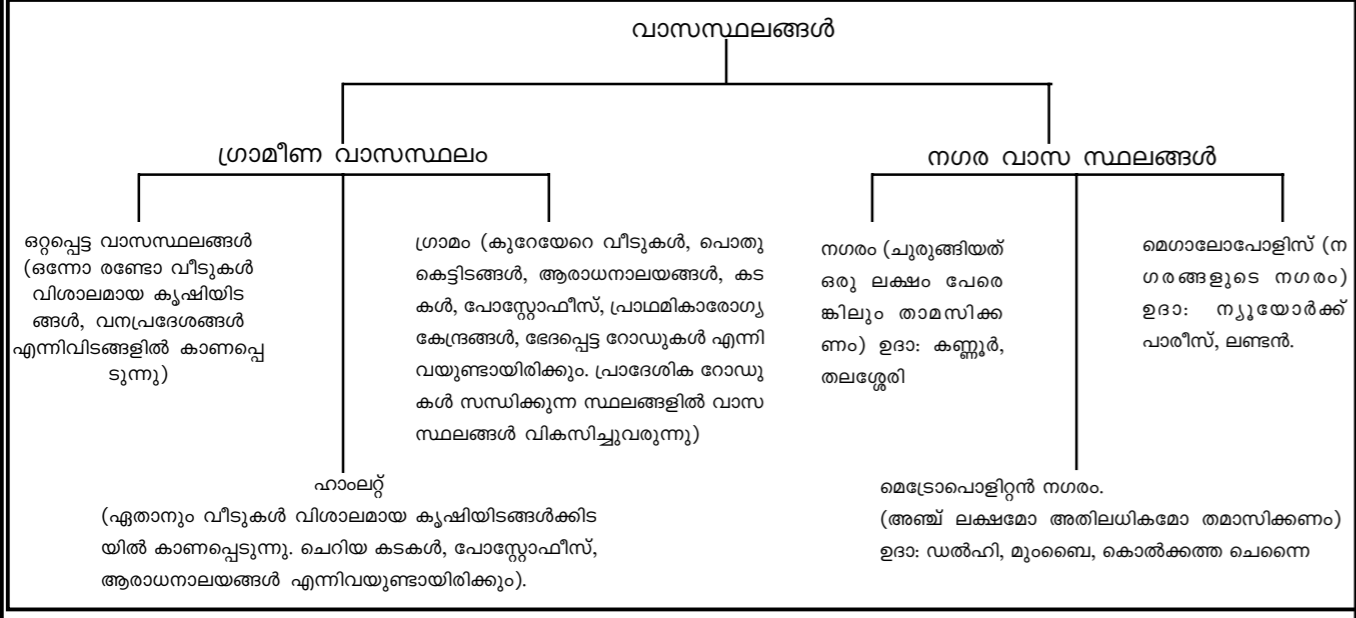 വാസസ്ഥലങ്ങൾ
ഗ്രാമീണ വാസസ്ഥലം
നഗര വാസ സ്ഥലങ്ങൾ
ഒറ്റപ്പെട്ട വാസസ്ഥലങ്ങൾ
(ഒന്നോ രണ്ടോ വീടുകൾ
വിശാലമായ കൃഷിയിട
ങ്ങൾ, വനപ്രദേശങ്ങൾ
എന്നിവിടങ്ങളിൽ കാണപ്പെ
ടുന്നു)
ഹാംലറ്റ്
(ഏതാനും വീടുകൾ വിശാലമായ കൃഷിയിടങ്ങൾക്കിട
യിൽ കാണപ്പെടുന്നു. ചെറിയ കടകൾ, പോസ്റ്റോഫീസ്,
ആരാധനാലയങ്ങൾ എന്നിവയുണ്ടായിരിക്കും).
ഗ്രാമം (കുറേയേറെ വീടുകൾ, പൊതു
കെട്ടിടങ്ങൾ, ആരാധനാലയങ്ങൾ, കട
കൾ, പോസ്റ്റോഫീസ്, പ്രാഥമികാരോഗ്യ
കേന്ദ്രങ്ങൾ, ഭേദപ്പെട്ട റോഡുകൾ എന്നി
വയുണ്ടായിരിക്കും. പ്രാദേശിക റോഡു
കൾ സന്ധിക്കുന്ന സ്ഥലങ്ങളിൽ വാസ
സ്ഥലങ്ങൾ വികസിച്ചുവരുന്നു)
നഗരം (ചുരുങ്ങിയത്
ഒരു ലക്ഷം പേരെ
ങ്കിലും താമസിക്ക
ണം) ഉദാ: കണ്ണൂർ,
തലശ്ശേരി
മെട്രോപൊളിറ്റൻ നഗരം.
(അഞ്ച് ലക്ഷമോ അതിലധികമോ തമാസിക്കണം)
ഉദാ: ഡൽഹി, മുംബൈ, കൊൽക്കത്ത ചെന്നൈ
മെഗാലോപോളിസ് (ന
ഗരങ്ങളുടെ നഗരം)
ഉദാ: ന്യൂയോർക്ക്
പാരീസ്, ലണ്ടൻ.